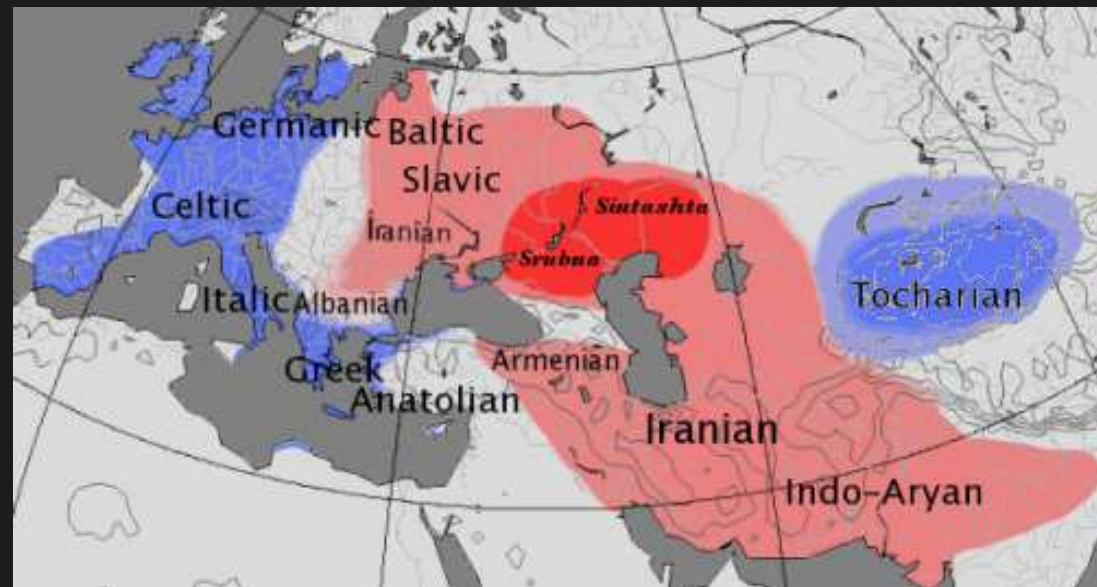 Germanic
Baltic
Slavic
Celtic
Sintashta
Iranian
Srubna
Italic
Albanian
Tocharian
Greek
Armenian
Anatolian
Iranian
Indo-Aryan